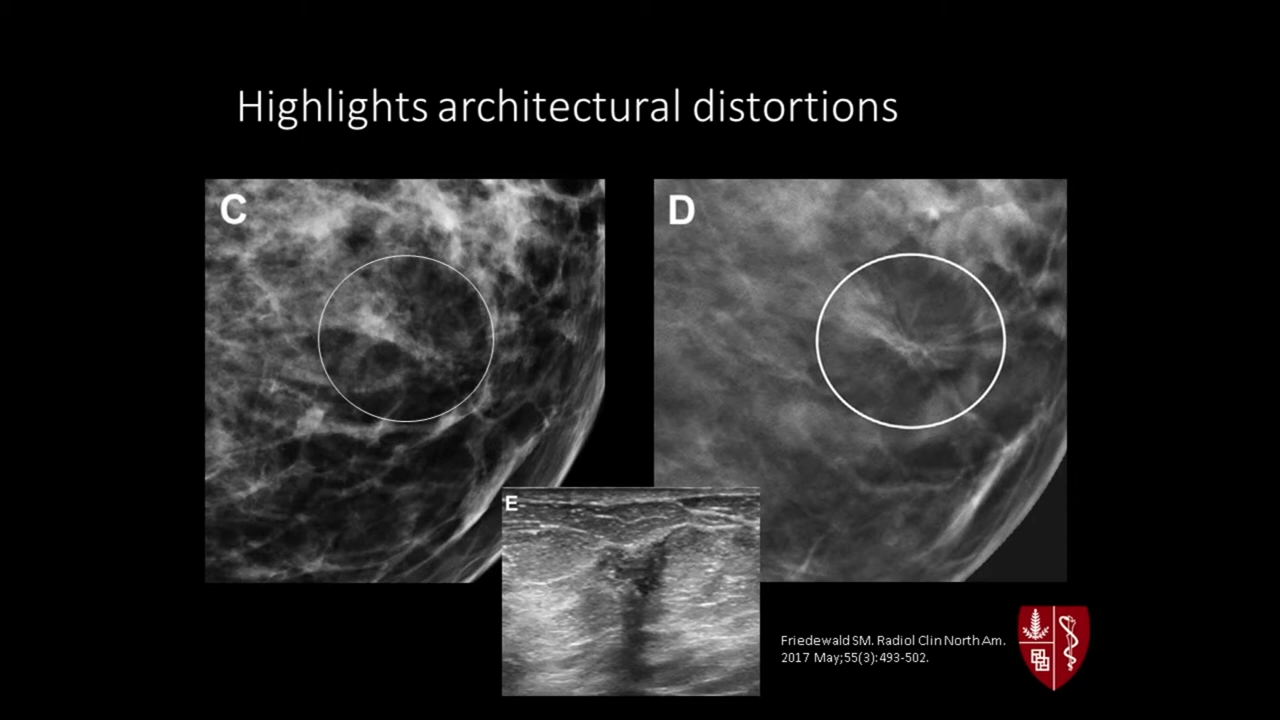 Highlights architectural distortions
C
D
E
Friedewald SM. Radiol Clin North Am.
2017 May;55(3):493-502.